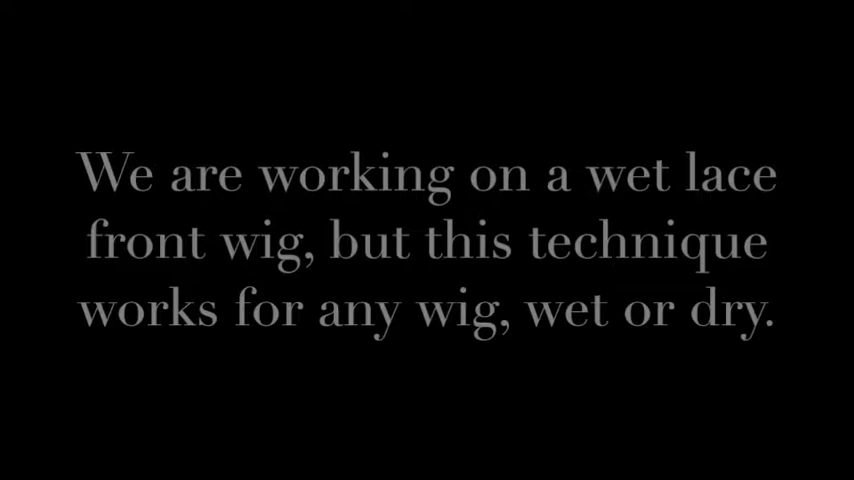 We are working on a wet lace
front wig, but this technique
works for any wig, wet or dry.